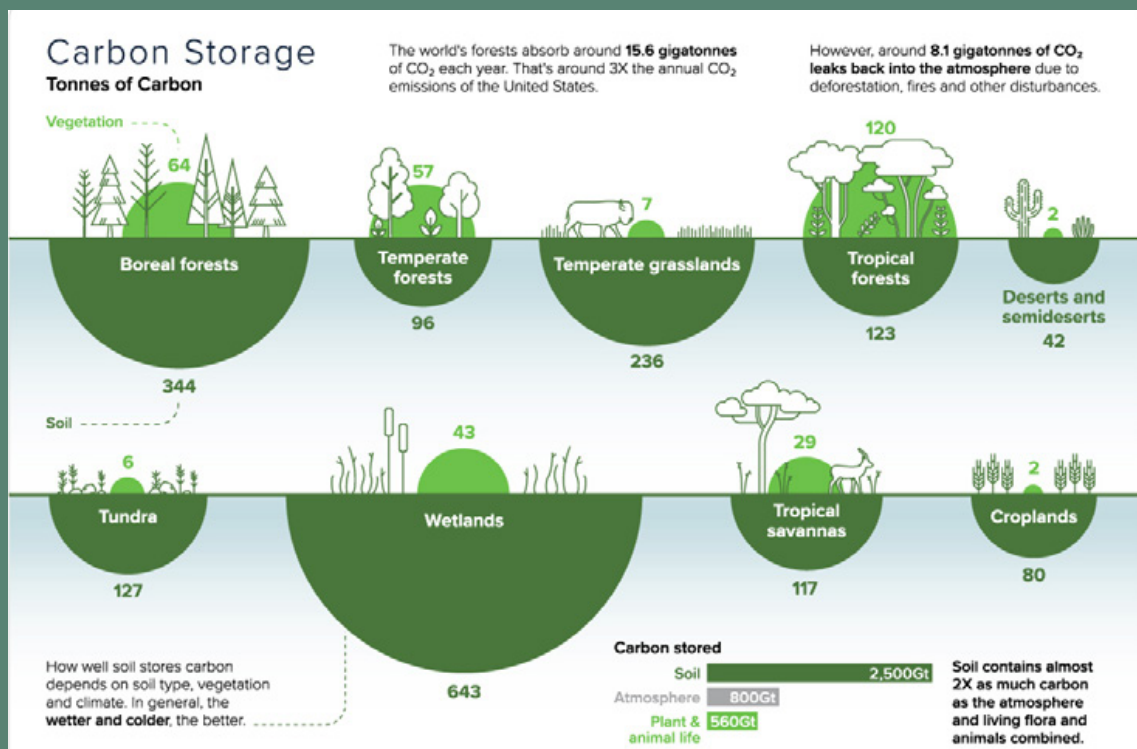 Carbon Storage
Tonnes of Carbon
The world's forests absorb around 15.6 gigatonnes
of CO₂ each year. That's around 3X the annual CO₂
emissions of the United States.
However, around 8.1 gigatonnes of CO₂
leaks back into the atmosphere due to
deforestation, fires and other disturbances.
Vegetation
64
57
7
120
2
Boreal forests
Temperate
forests
Temperate grasslands
Tropical
forests
Deserts and
semideserts
344
96
236
123
42
Soil
6
43
29
2
Tundra
Wetlands
Tropical
savannas
Croplands
127
643
117
80
How well soil stores carbon
depends on soil type, vegetation
and climate. In general, the
wetter and colder, the better.
Carbon stored
Soil 2,500Gt
Atmosphere 800Gt
Plant & 560Gt
animal life
Soil contains almost
2X as much carbon
as the atmosphere
and living flora and
animals combined.